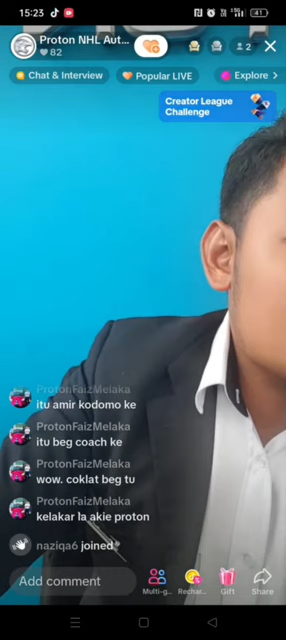 15:23
41
Proton NHL Aut...
82
2
Chat & Interview
Popular LIVE
Explore >
Creator League
Challenge
ProtonFaizMelaka
itu amir kodomo ke
ProtonFaizMelaka
itu beg coach ke
ProtonFaizMelaka
wow. coklat beg tu
ProtonFaizMelaka
kelakar la akie proton
naziqa6 joined
Add comment
Multi-g...
Rechar...
Gift
Share